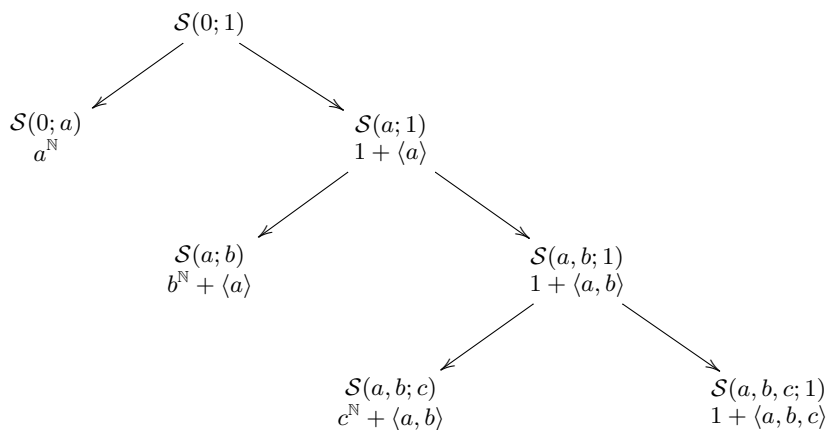 𝒮(0; 1)
𝒮(0; a)
a^ℕ
𝒮(a; 1)
1 + ⟨a⟩
𝒮(a; b)
b^ℕ + ⟨a⟩
𝒮(a, b; 1)
1 + ⟨a, b⟩
𝒮(a, b; c)
c^ℕ + ⟨a, b⟩
𝒮(a, b, c; 1)
1 + ⟨a, b, c⟩